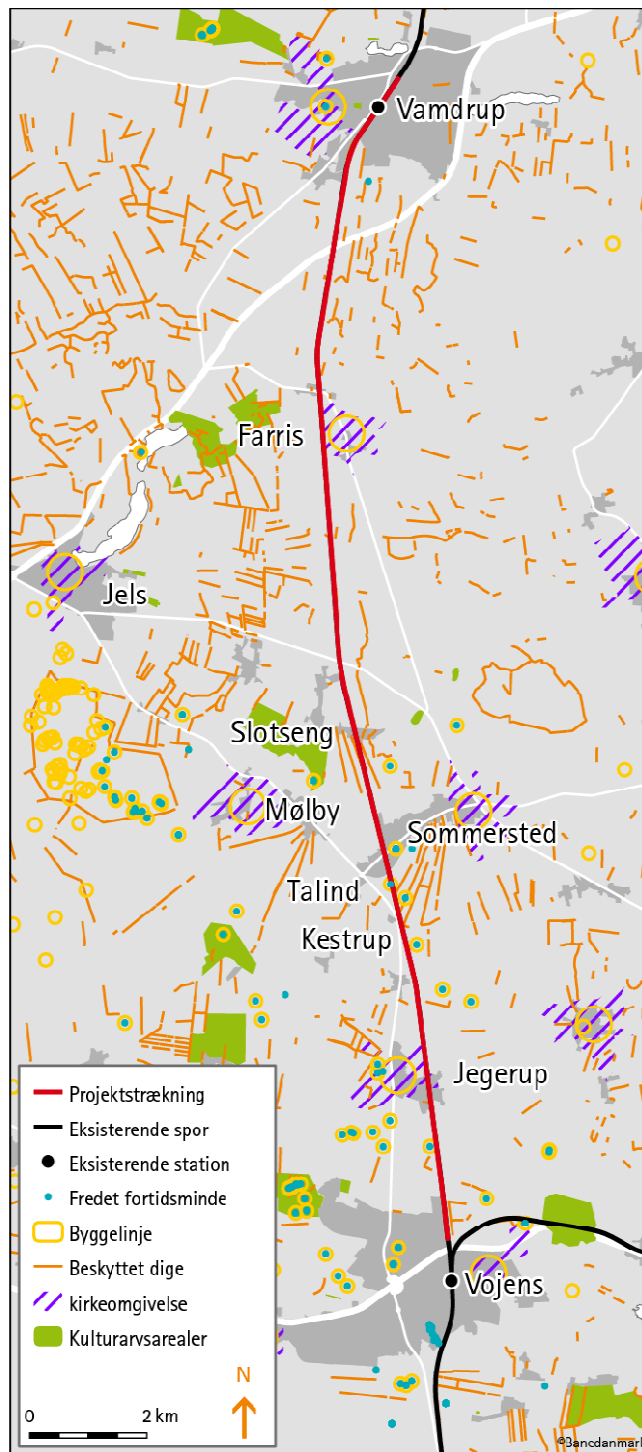 Vamdrup
Farris
Jels
Slotseng
Mølby
Sommersted
Talind
Kestrup
Jegerup
Vojens
Projektstrækning
Eksisterende spor
Eksisterende station
Fredet fortidsminde
Byggelinje
Beskyttet dige
kirkeomgivelse
Kulturarvsarealer
N
0 2 km
©Banedanmark